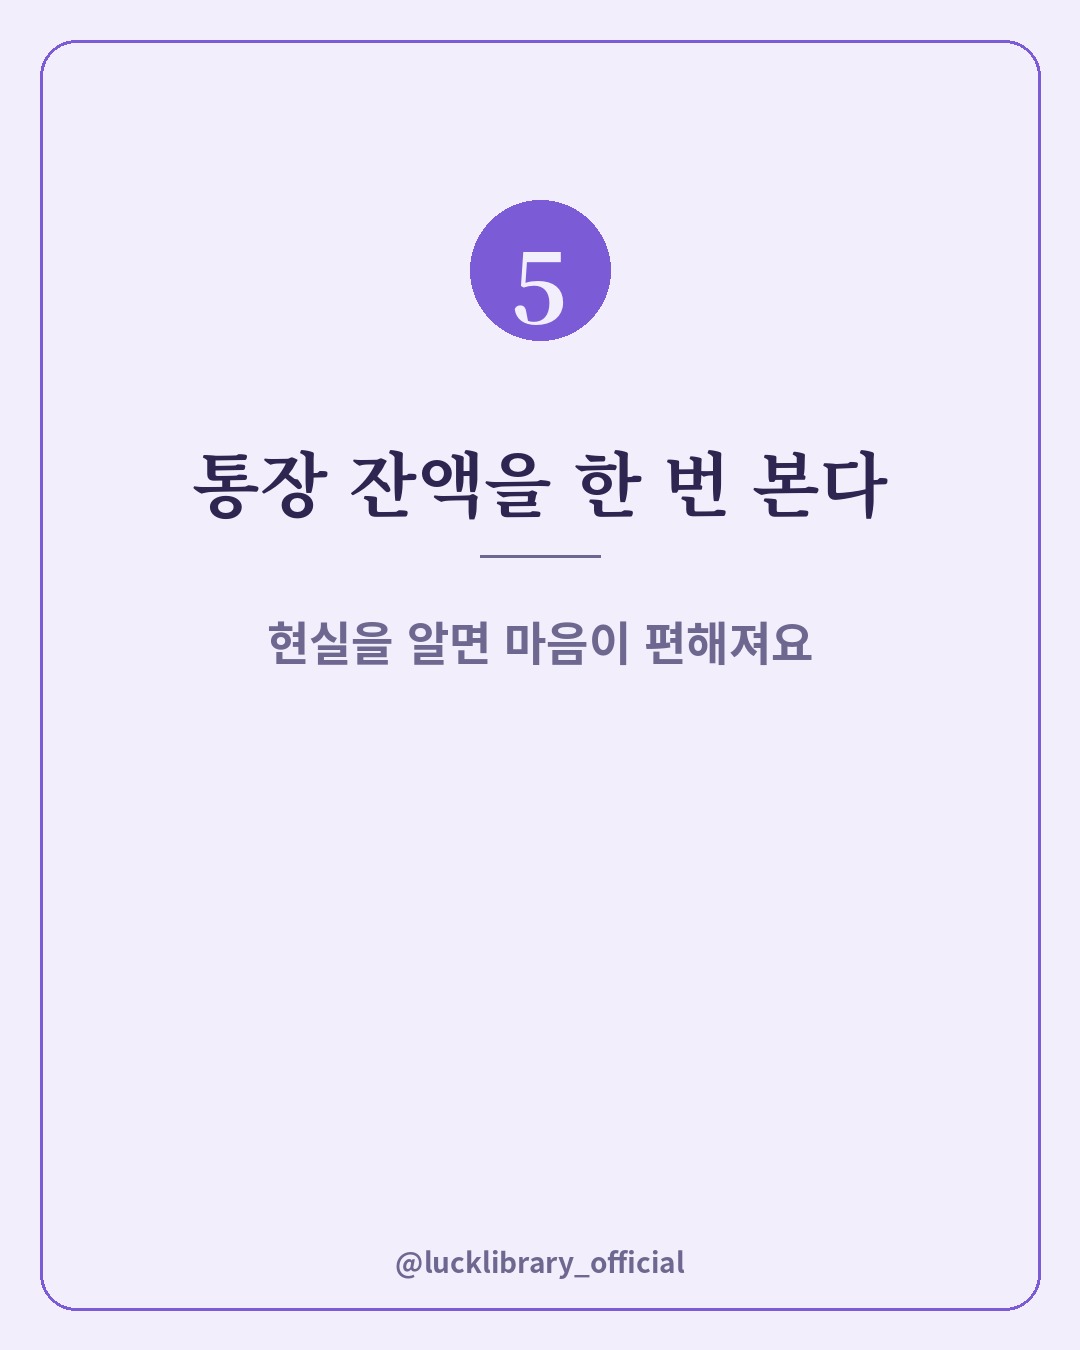 5
통장 잔액을 한 번 본다
현실을 알면 마음이 편해져요
@lucklibrary_official